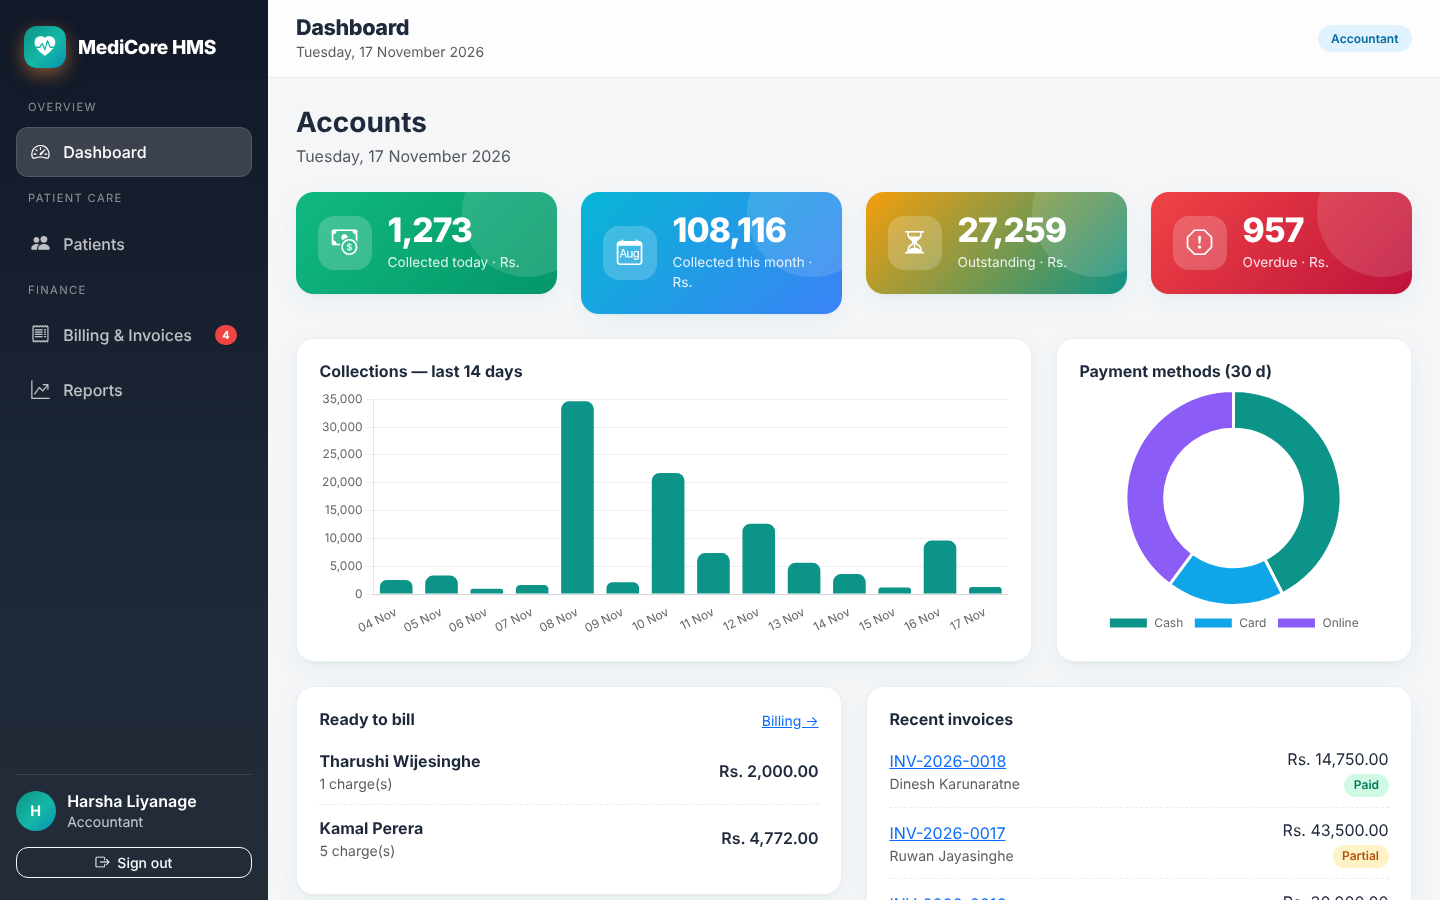 MediCore HMS
OVERVIEW
Dashboard
PATIENT CARE
Patients
FINANCE
Billing & Invoices 4
Reports
Harsha Liyanage
H
Accountant
Sign out
Dashboard
Tuesday, 17 November 2026
Accountant
Accounts
Tuesday, 17 November 2026
1,273
Collected today · Rs.
Aug
108,116
Collected this month ·
Rs.
27,259
Outstanding · Rs.
957
Overdue · Rs.
Collections — last 14 days
35,000
30,000
25,000
20,000
15,000
10,000
5,000
0
04 Nov 05 Nov 06 Nov 07 Nov 08 Nov 09 Nov 10 Nov 11 Nov 12 Nov 13 Nov 14 Nov 15 Nov 16 Nov 17 Nov
Payment methods (30 d)
Cash Card Online
Ready to bill Billing →
Tharushi Wijesinghe
1 charge(s)
Rs. 2,000.00
Kamal Perera
5 charge(s)
Rs. 4,772.00
Recent invoices
INV-2026-0018 Rs. 14,750.00
Dinesh Karunaratne Paid
INV-2026-0017 Rs. 43,500.00
Ruwan Jayasinghe Partial